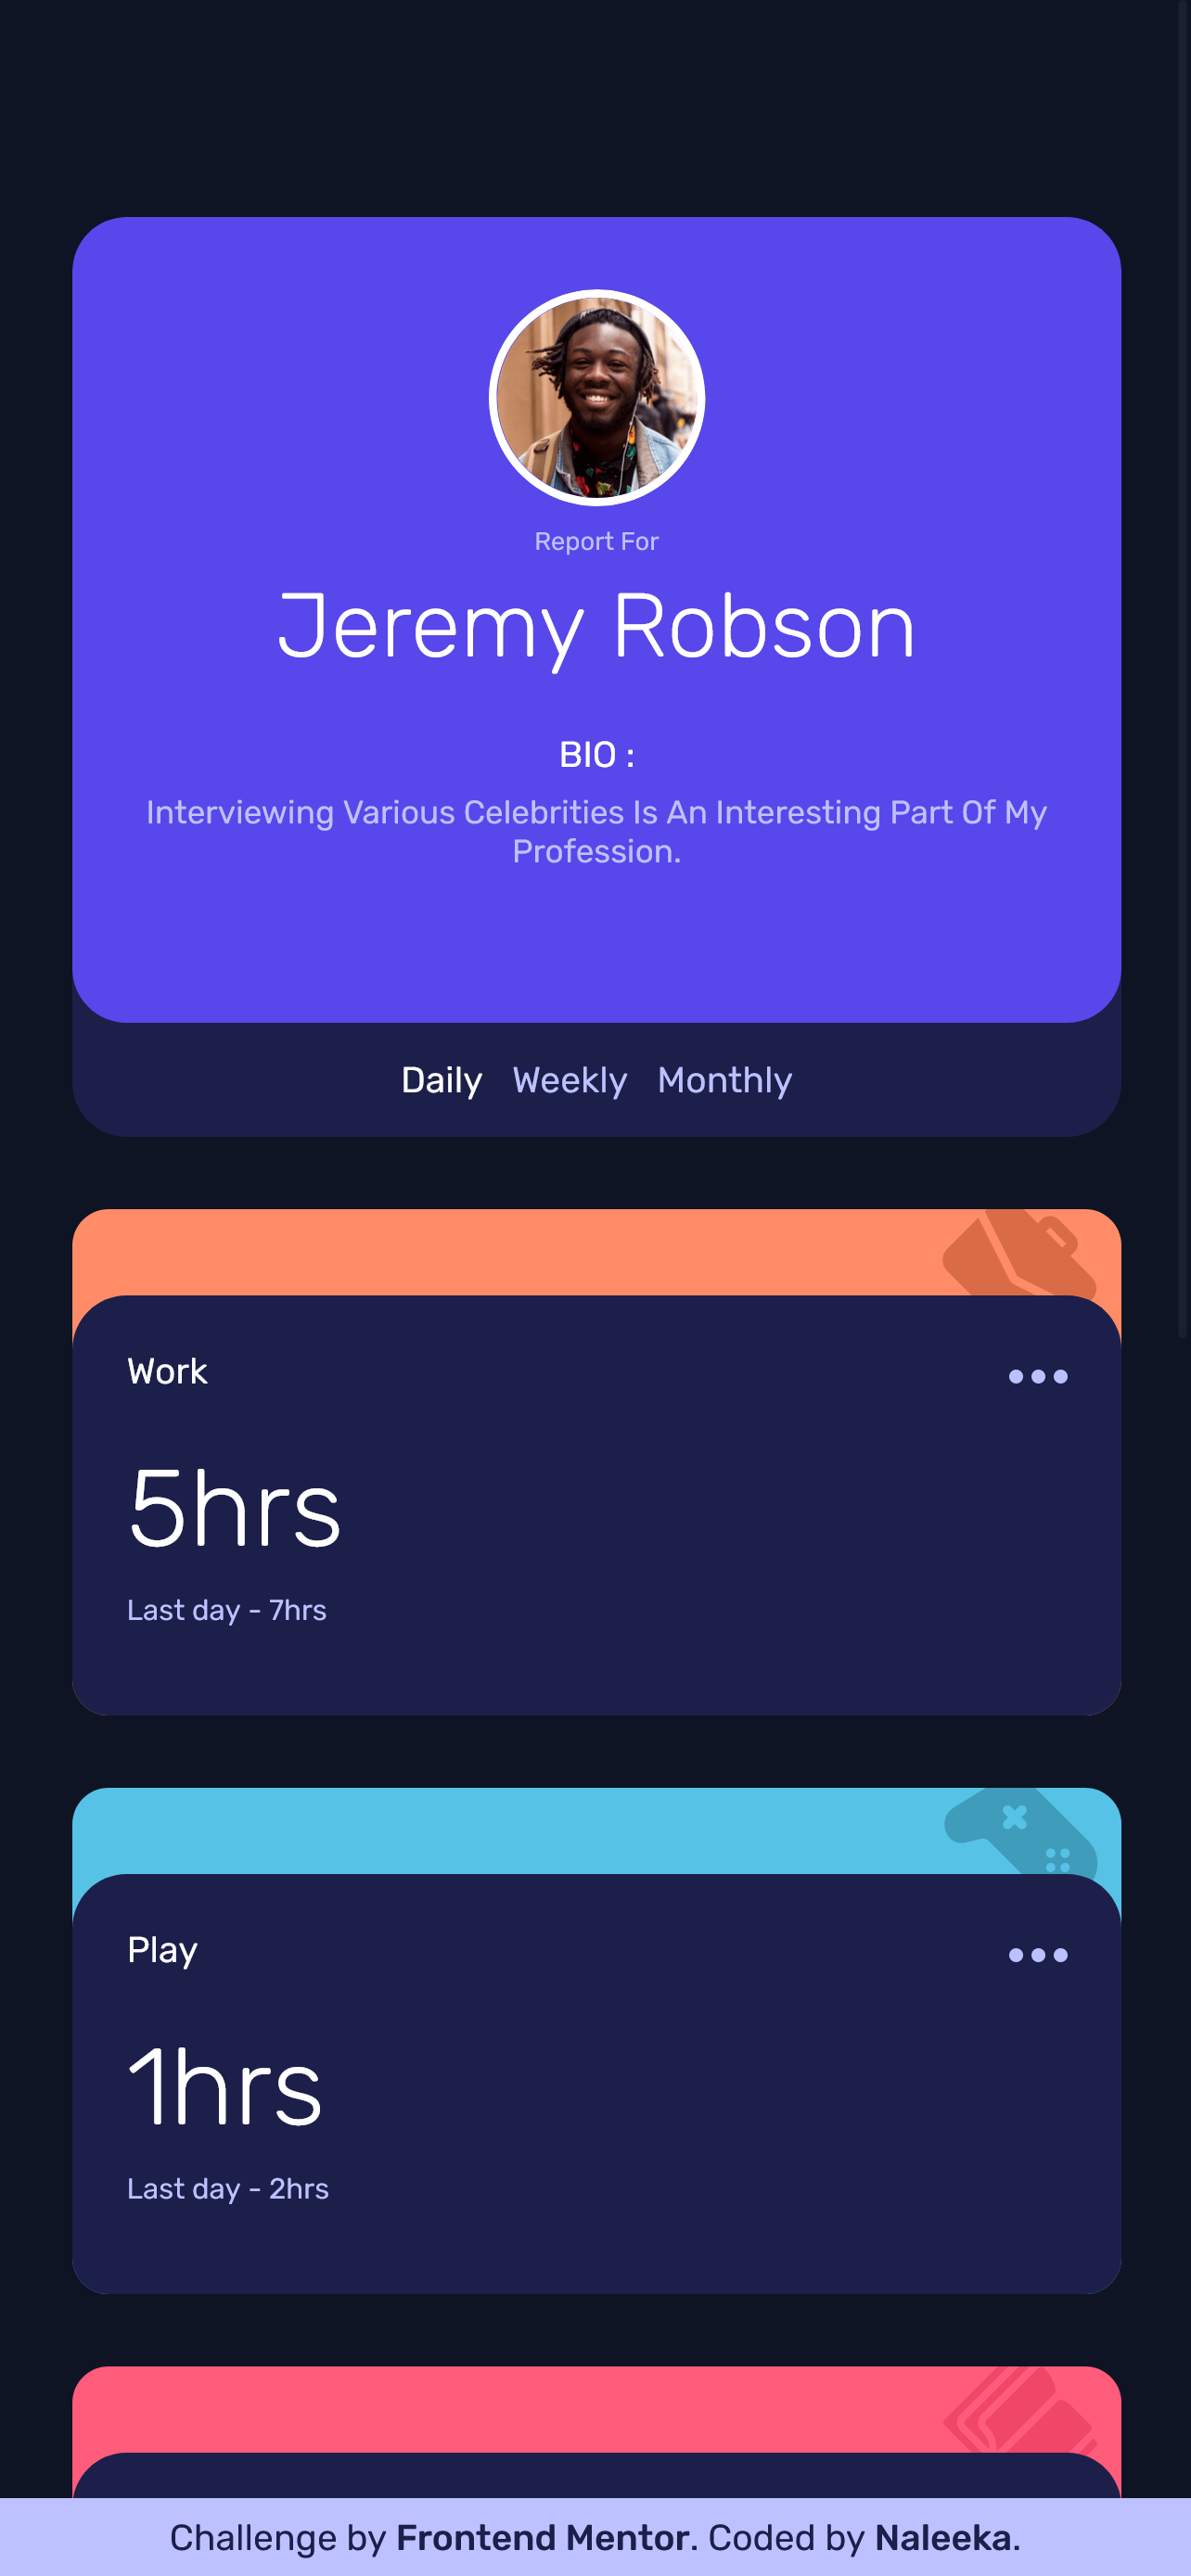 Report For
Jeremy Robson
BIO :
Interviewing Various Celebrities Is An Interesting Part Of My
Profession.
Daily Weekly Monthly
Work
5hrs
Last day - 7hrs
Play
1hrs
Last day - 2hrs
Challenge by Frontend Mentor. Coded by Naleeka.